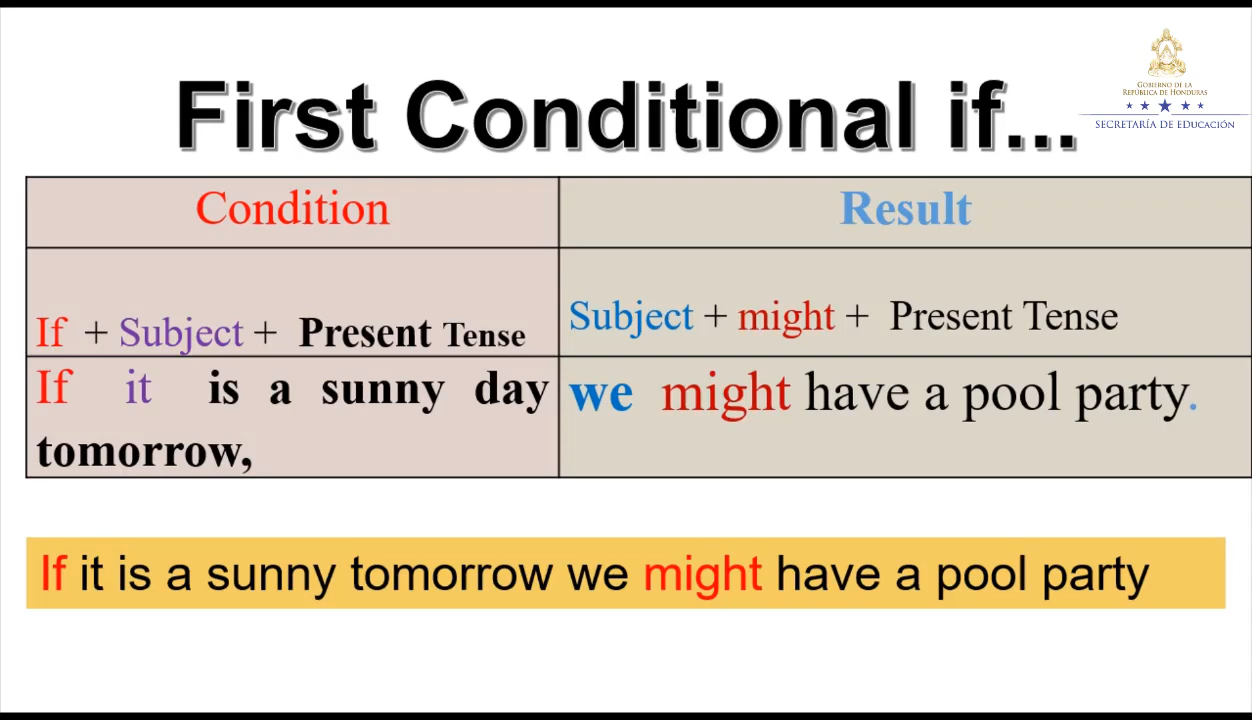 GOBIERNO DE LA
REPÚBLICA DE HONDURAS
SECRETARÍA DE EDUCACIÓN
First Conditional if...
Condition
Result
If + Subject + Present Tense
Subject + might + Present Tense
If it is a sunny day
tomorrow,
we might have a pool party.
If it is a sunny tomorrow we might have a pool party